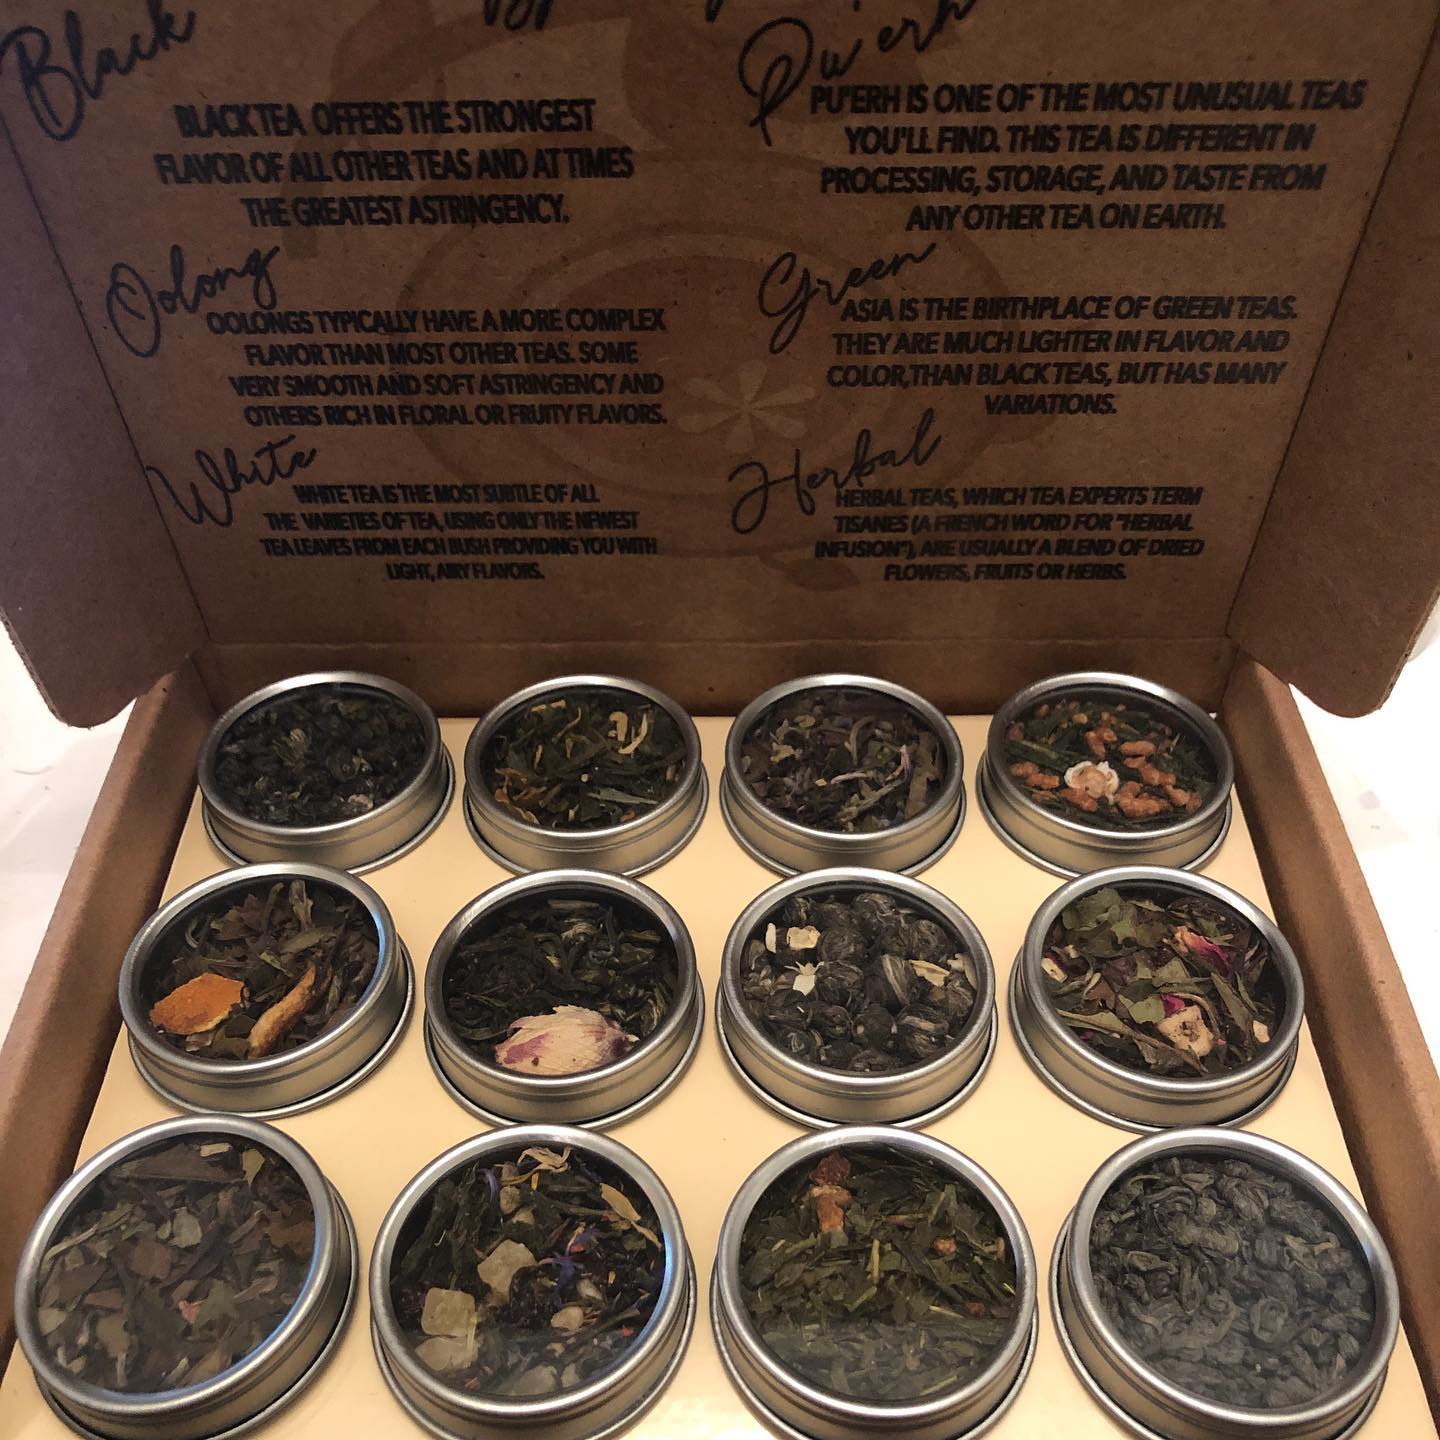 Black
BLACK TEA OFFERS THE STRONGEST
FLAVOR OF ALL OTHER TEAS AND AT TIMES
THE GREATEST ASTRINGENCY.
Oolong
OOLONGS TYPICALLY HAVE A MORE COMPLEX
FLAVOR THAN MOST OTHER TEAS. SOME
VERY SMOOTH AND SOFT ASTRINGENCY AND
OTHERS RICH IN FLORAL OR FRUITY FLAVORS.
White
WHITE TEA IS THE MOST SUBTLE OF ALL
THE VARIETIES OF TEA, USING ONLY THE NEWEST
TEA LEAVES FROM EACH BUSH PROVIDING YOU WITH
LIGHT, AIRY FLAVORS.
Pu'erh
PU'ERH IS ONE OF THE MOST UNUSUAL TEAS
YOU'LL FIND. THIS TEA IS DIFFERENT IN
PROCESSING, STORAGE, AND TASTE FROM
ANY OTHER TEA ON EARTH.
Green
ASIA IS THE BIRTHPLACE OF GREEN TEAS.
THEY ARE MUCH LIGHTER IN FLAVOR AND
COLOR,THAN BLACK TEAS, BUT HAS MANY
VARIATIONS.
Herbal
HERBAL TEAS, WHICH TEA EXPERTS TERM
TISANES (A FRENCH WORD FOR "HERBAL
INFUSION"), ARE USUALLY A BLEND OF DRIED
FLOWERS, FRUITS OR HERBS.